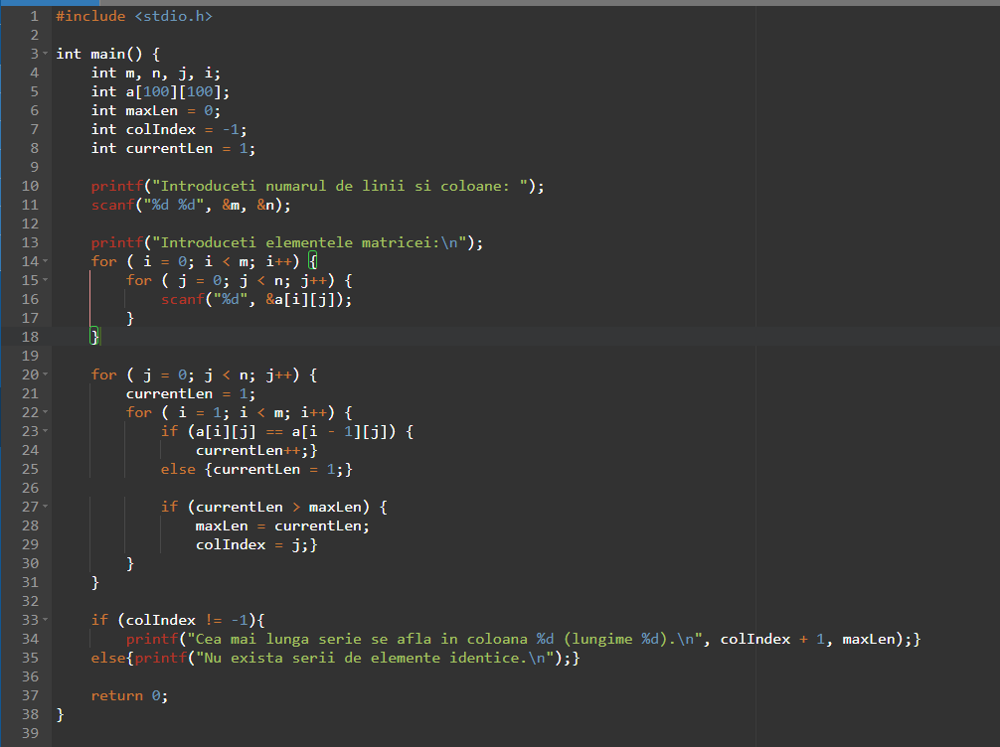 1 #include <stdio.h>
2
3 int main() {
4     int m, n, j, i;
5     int a[100][100];
6     int maxLen = 0;
7     int colIndex = -1;
8     int currentLen = 1;
9
10     printf("Introduceti numarul de linii si coloane: ");
11     scanf("%d %d", &m, &n);
12
13     printf("Introduceti elementele matricei:\n");
14     for ( i = 0; i < m; i++) {
15         for ( j = 0; j < n; j++) {
16             scanf("%d", &a[i][j]);
17         }
18     }
19
20     for ( j = 0; j < n; j++) {
21         currentLen = 1;
22         for ( i = 1; i < m; i++) {
23             if (a[i][j] == a[i - 1][j]) {
24                 currentLen++;}
25             else {currentLen = 1;}
26
27             if (currentLen > maxLen) {
28                 maxLen = currentLen;
29                 colIndex = j;}
30         }
31     }
32
33     if (colIndex != -1){
34         printf("Cea mai lunga serie se afla in coloana %d (lungime %d).\n", colIndex + 1, maxLen);}
35     else{printf("Nu exista serii de elemente identice.\n");}
36
37     return 0;
38 }
39